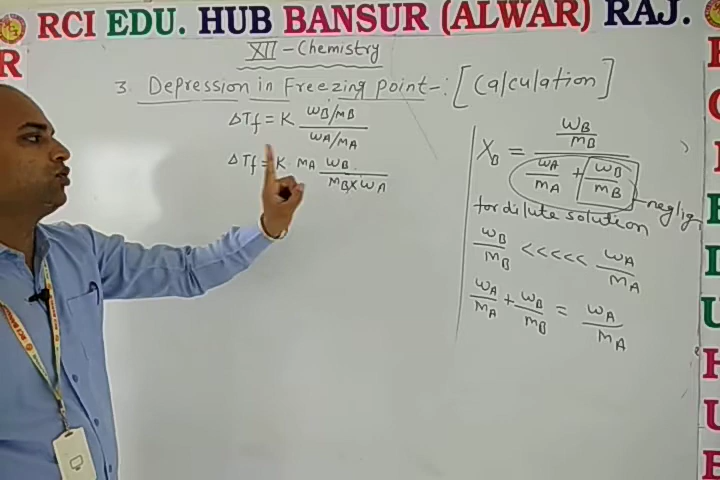 RCI EDU. HUB BANSUR (ALWAR) RAJ.
XII - Chemistry
3. Depression in Freezing point-: [Calculation]
ΔTf = K WB/MB / WA/MA
ΔTf = K MA WB / MB × WA
XB = WB/MB / WA/MA + WB/MB
neglig
for dilute solution
WB/MB <<<<< WA/MA
WA/MA + WB/MB = WA/MA